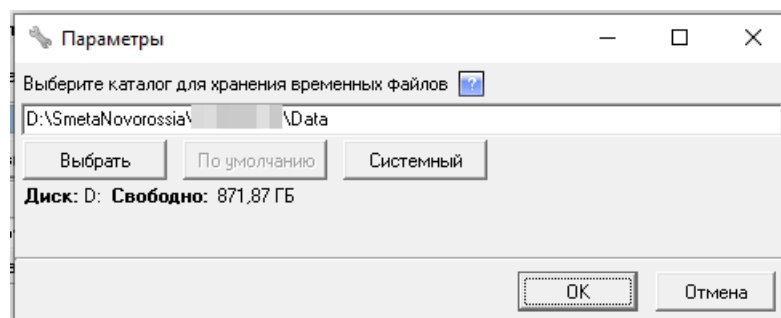 Параметры
Выберите каталог для хранения временных файлов ?
D:\SmetaNovorossia\ \Data
Выбрать По умолчанию Системный
Диск: D: Свободно: 871,87 ГБ
OK Отмена